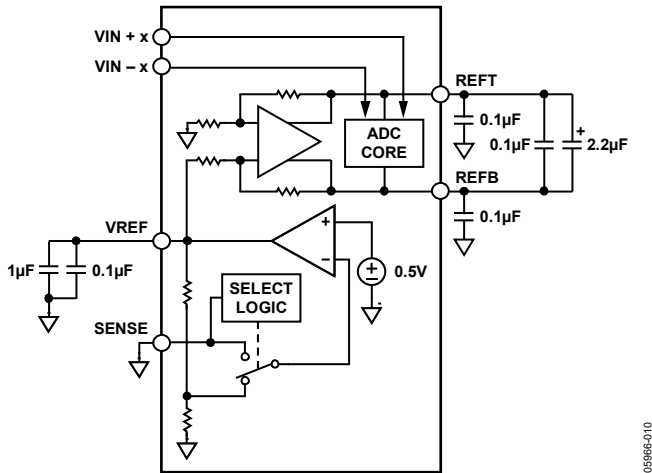 VIN + x
VIN – x
REFT
0.1µF
0.1µF
+
2.2µF
ADC
CORE
REFB
0.1µF
VREF
1µF
0.1µF
+
–
+
–
0.5V
SELECT
LOGIC
SENSE
05966-010